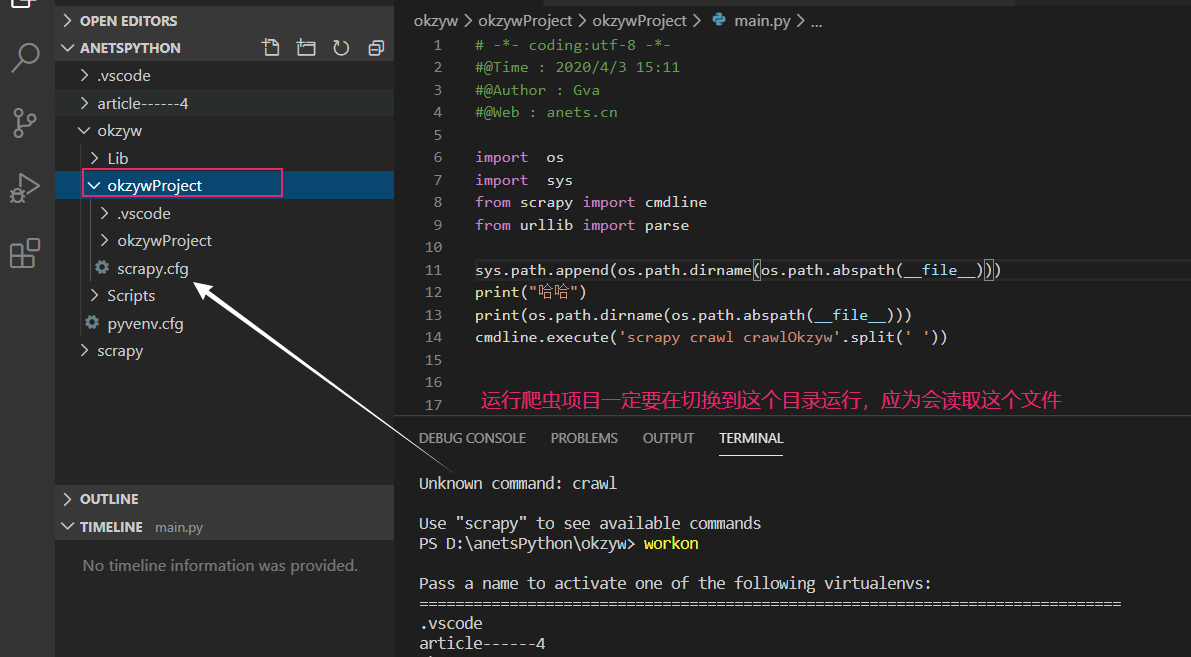 OPEN EDITORS
ANETSPYTHON
.vscode
article------4
okzyw
Lib
okzywProject
.vscode
okzywProject
scrapy.cfg
Scripts
pyvenv.cfg
scrapy
OUTLINE
TIMELINE main.py
No timeline information was provided.
okzyw > okzywProject > okzywProject > main.py > ...
1 # -*- coding:utf-8 -*-
2 #@Time : 2020/4/3 15:11
3 #@Author : Gva
4 #@Web : anets.cn
5
6 import  os
7 import  sys
8 from scrapy import cmdline
9 from urllib import parse
10
11 sys.path.append(os.path.dirname(os.path.abspath(__file__)))
12 print("哈哈")
13 print(os.path.dirname(os.path.abspath(__file__)))
14 cmdline.execute('scrapy crawl crawlOkzyw'.split(' '))
15
16
17 运行爬虫项目一定要在切换到这个目录运行，应为会读取这个文件
DEBUG CONSOLE PROBLEMS OUTPUT TERMINAL
Unknown command: crawl
Use "scrapy" to see available commands
PS D:\anetsPython\okzyw> workon
Pass a name to activate one of the following virtualenvs:
==============================================================================
.vscode
article------4